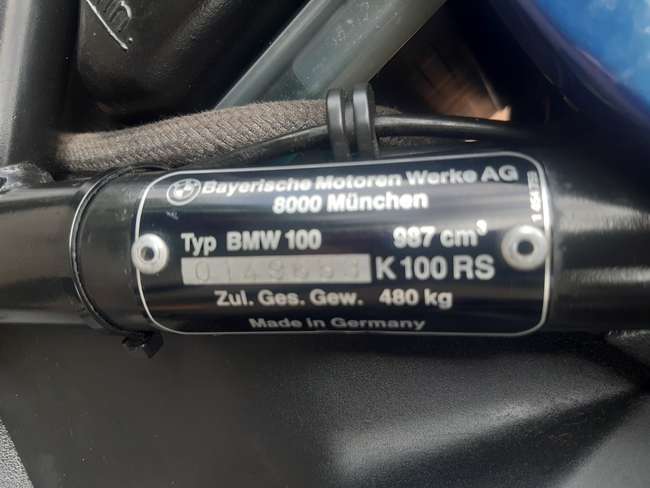 Bayerische Motoren Werke AG
8000 München
Typ BMW 100 987 cm³
K 100 RS
Zul. Ges. Gew. 480 kg
Made in Germany